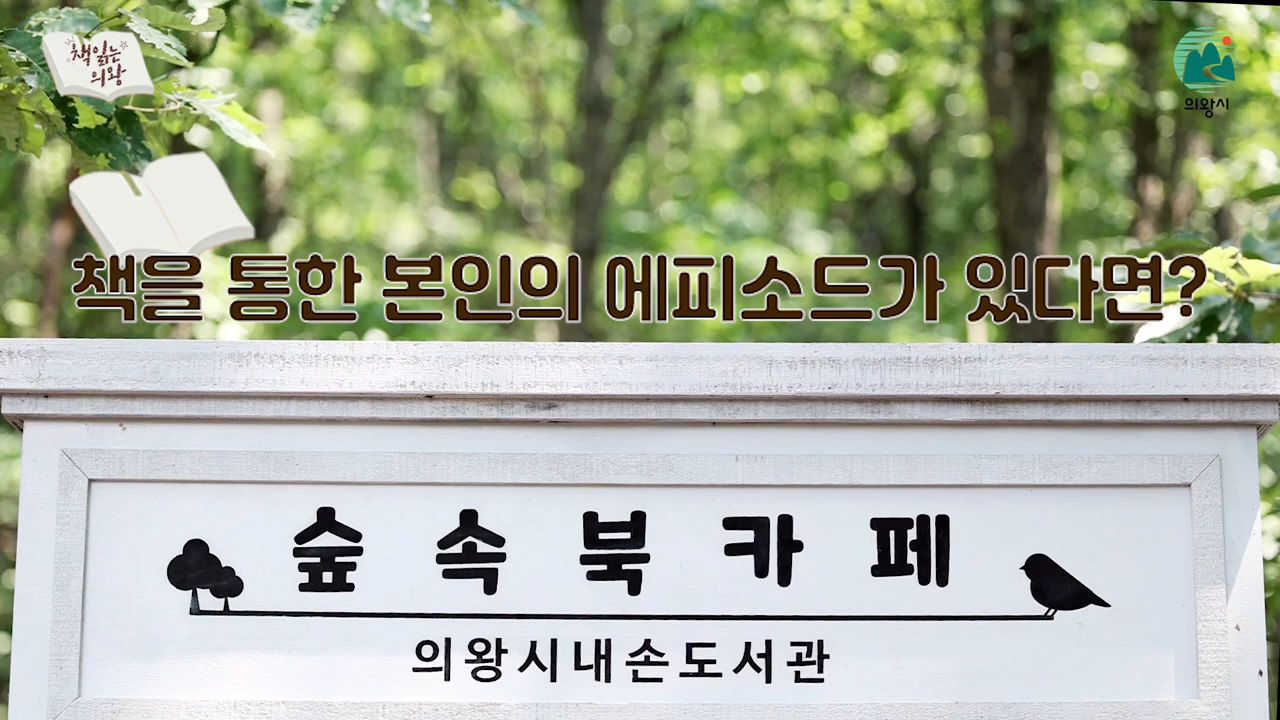 책 읽는
의왕
의왕시
책을 통한 본인의 에피소드가 있다면?
숲속북카페
의왕시내손도서관